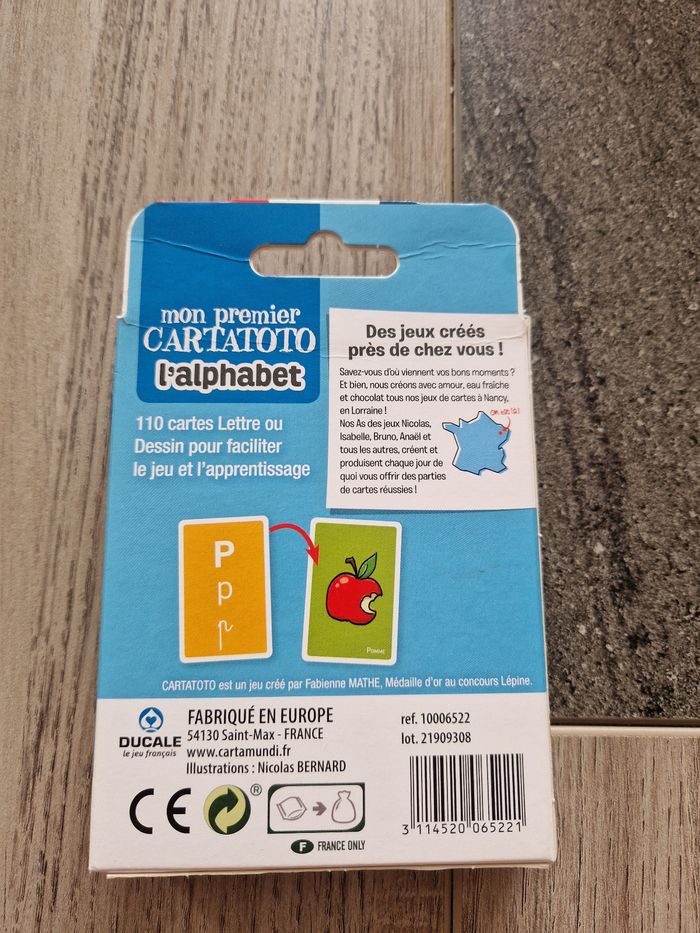 mon premier
CARTATOTO
l'alphabet
110 cartes Lettre ou
Dessin pour faciliter
le jeu et l'apprentissage
Des jeux créés
près de chez vous !
Savez-vous d'où viennent vos bons moments ?
Et bien, nous créons avec amour, eau fraîche
et chocolat tous nos jeux de cartes à Nancy,
en Lorraine !
Nos As des jeux Nicolas,
Isabelle, Bruno, Anaël et
tous les autres, créent et
produisent chaque jour de
quoi vous offrir des parties
de cartes réussies !
on est là !
P
p
p
Pomme
CARTATOTO est un jeu créé par Fabienne MATHE, Médaille d'or au concours Lépine.
DUCALE
le jeu français
FABRIQUÉ EN EUROPE
54130 Saint-Max - FRANCE
www.cartamundi.fr
Illustrations : Nicolas BERNARD
ref. 10006522
lot. 21909308
CE
®
F FRANCE ONLY
3 114520 065221